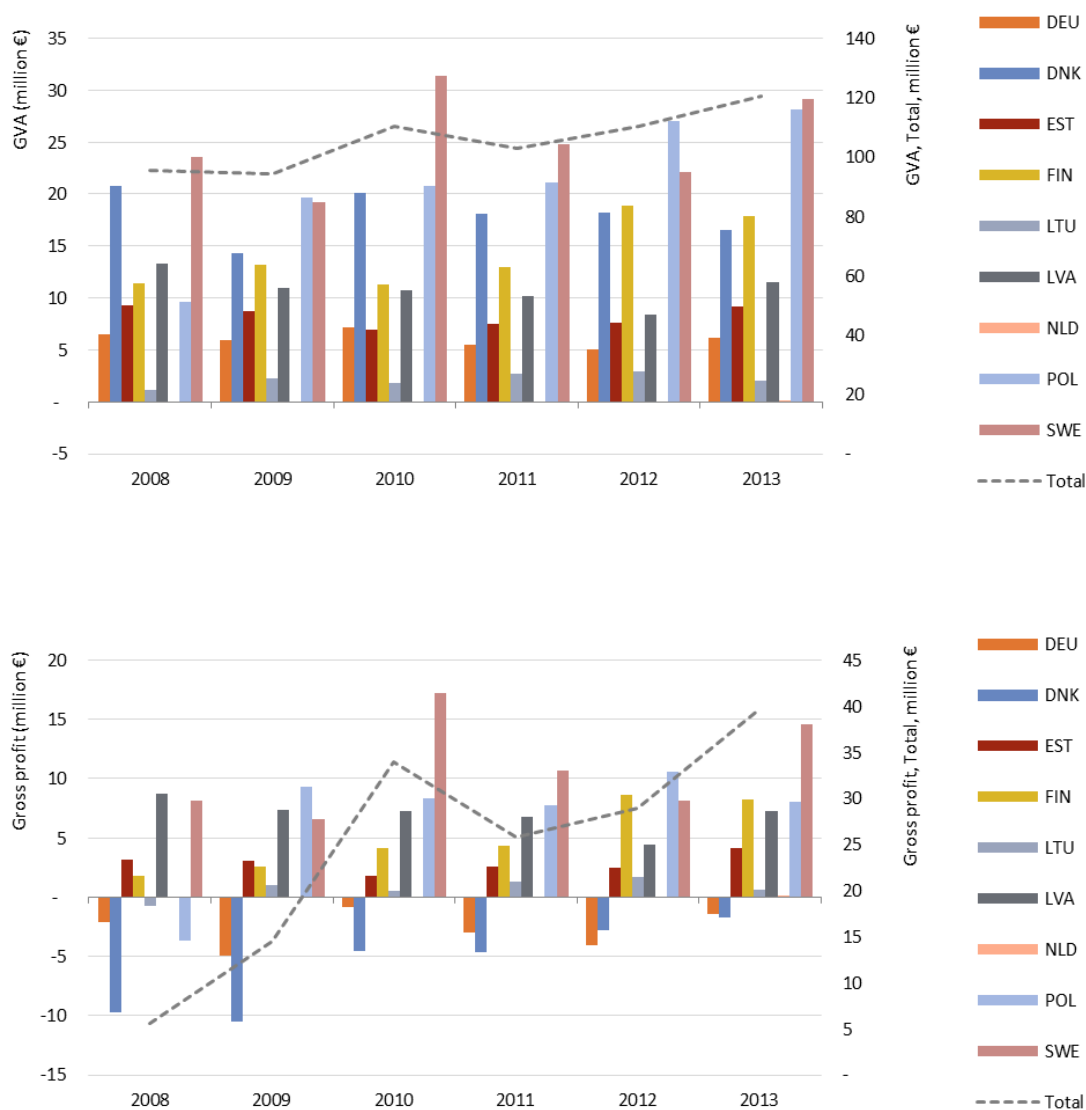 GVA (million €)
35
30
25
20
15
10
5
-
-5
2008 2009 2010 2011 2012 2013
140
120
100
80
60
40
20
-
GVA, Total, million €
DEU
DNK
EST
FIN
LTU
LVA
NLD
POL
SWE
Total
Gross profit (million €)
20
15
10
5
-
-5
-10
-15
2008 2009 2010 2011 2012 2013
45
40
35
30
25
20
15
10
5
-
Gross profit, Total, million €
DEU
DNK
EST
FIN
LTU
LVA
NLD
POL
SWE
Total